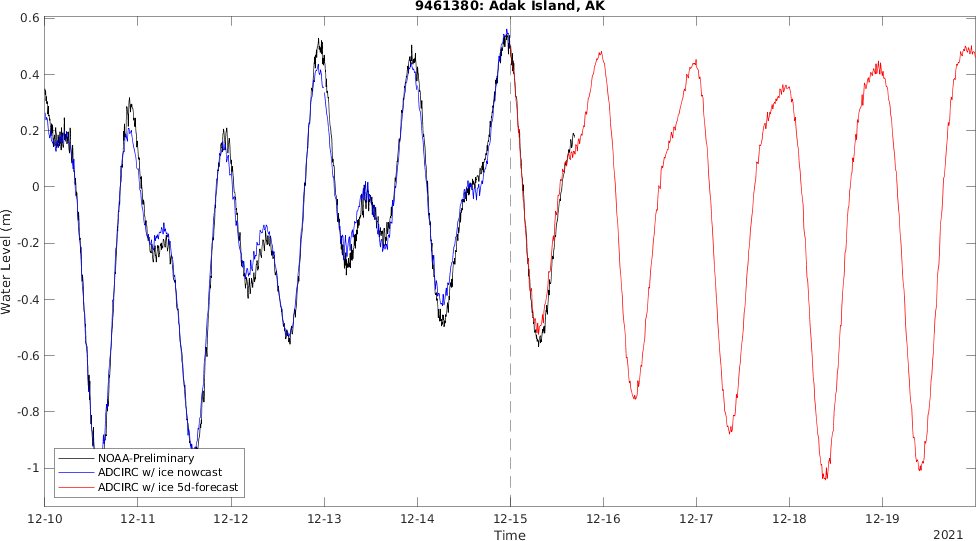 9461380: Adak Island, AK
0.6
0.4
0.2
0
-0.2
-0.4
-0.6
-0.8
-1
Water Level (m)
NOAA-Preliminary
ADCIRC w/ ice nowcast
ADCIRC w/ ice 5d-forecast
12-10 12-11 12-12 12-13 12-14 12-15 12-16 12-17 12-18 12-19
Time
2021